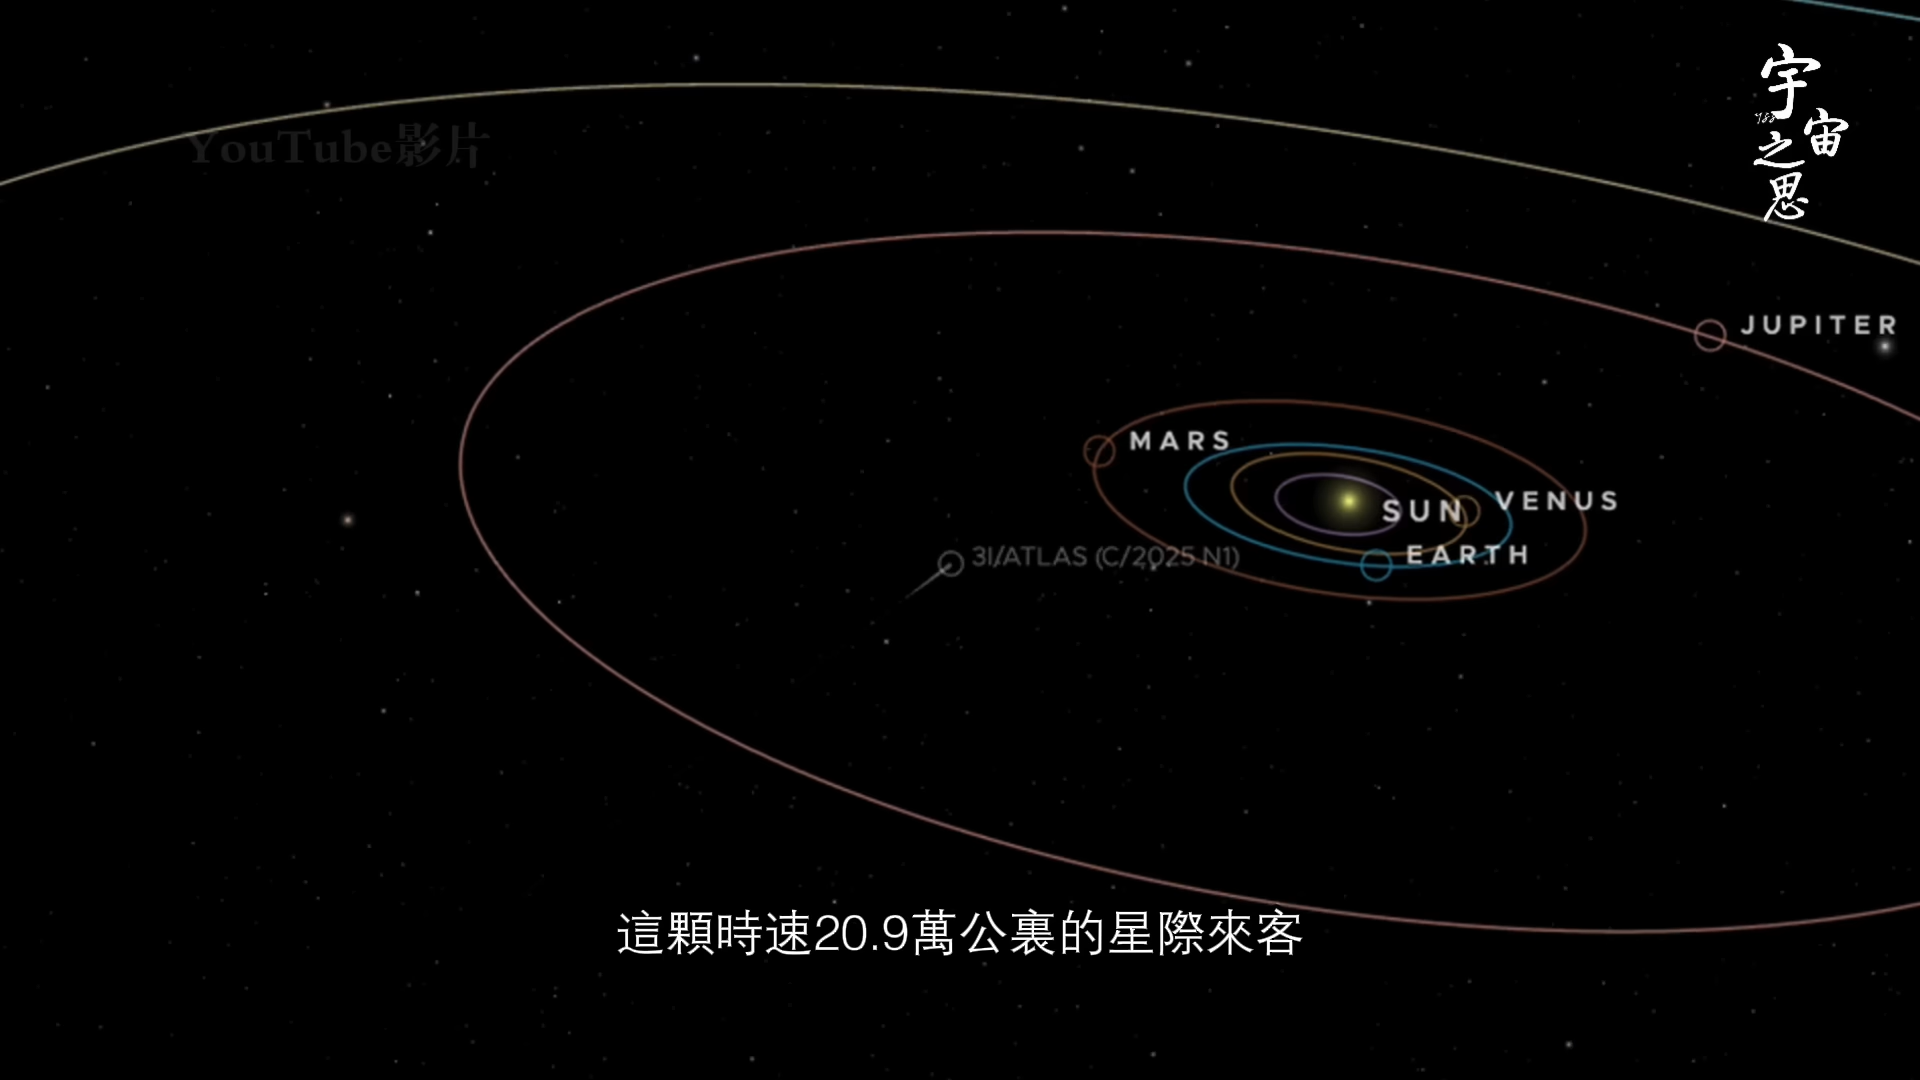 YouTube影片
宇宙之思
JUPITER
MARS
SUN
VENUS
EARTH
3I/ATLAS (C/2025 N1)
這顆時速20.9萬公裏的星際來客